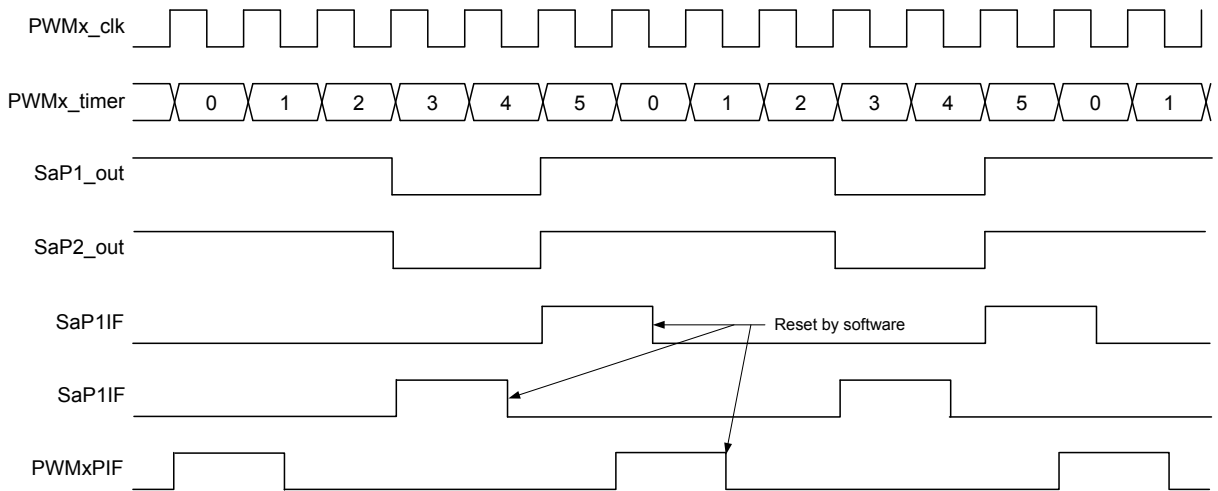 PWMx_clk
PWMx_timer 0 1 2 3 4 5 0 1 2 3 4 5 0 1
SaP1_out
SaP2_out
SaP1IF
Reset by software
SaP1IF
PWMxPIF